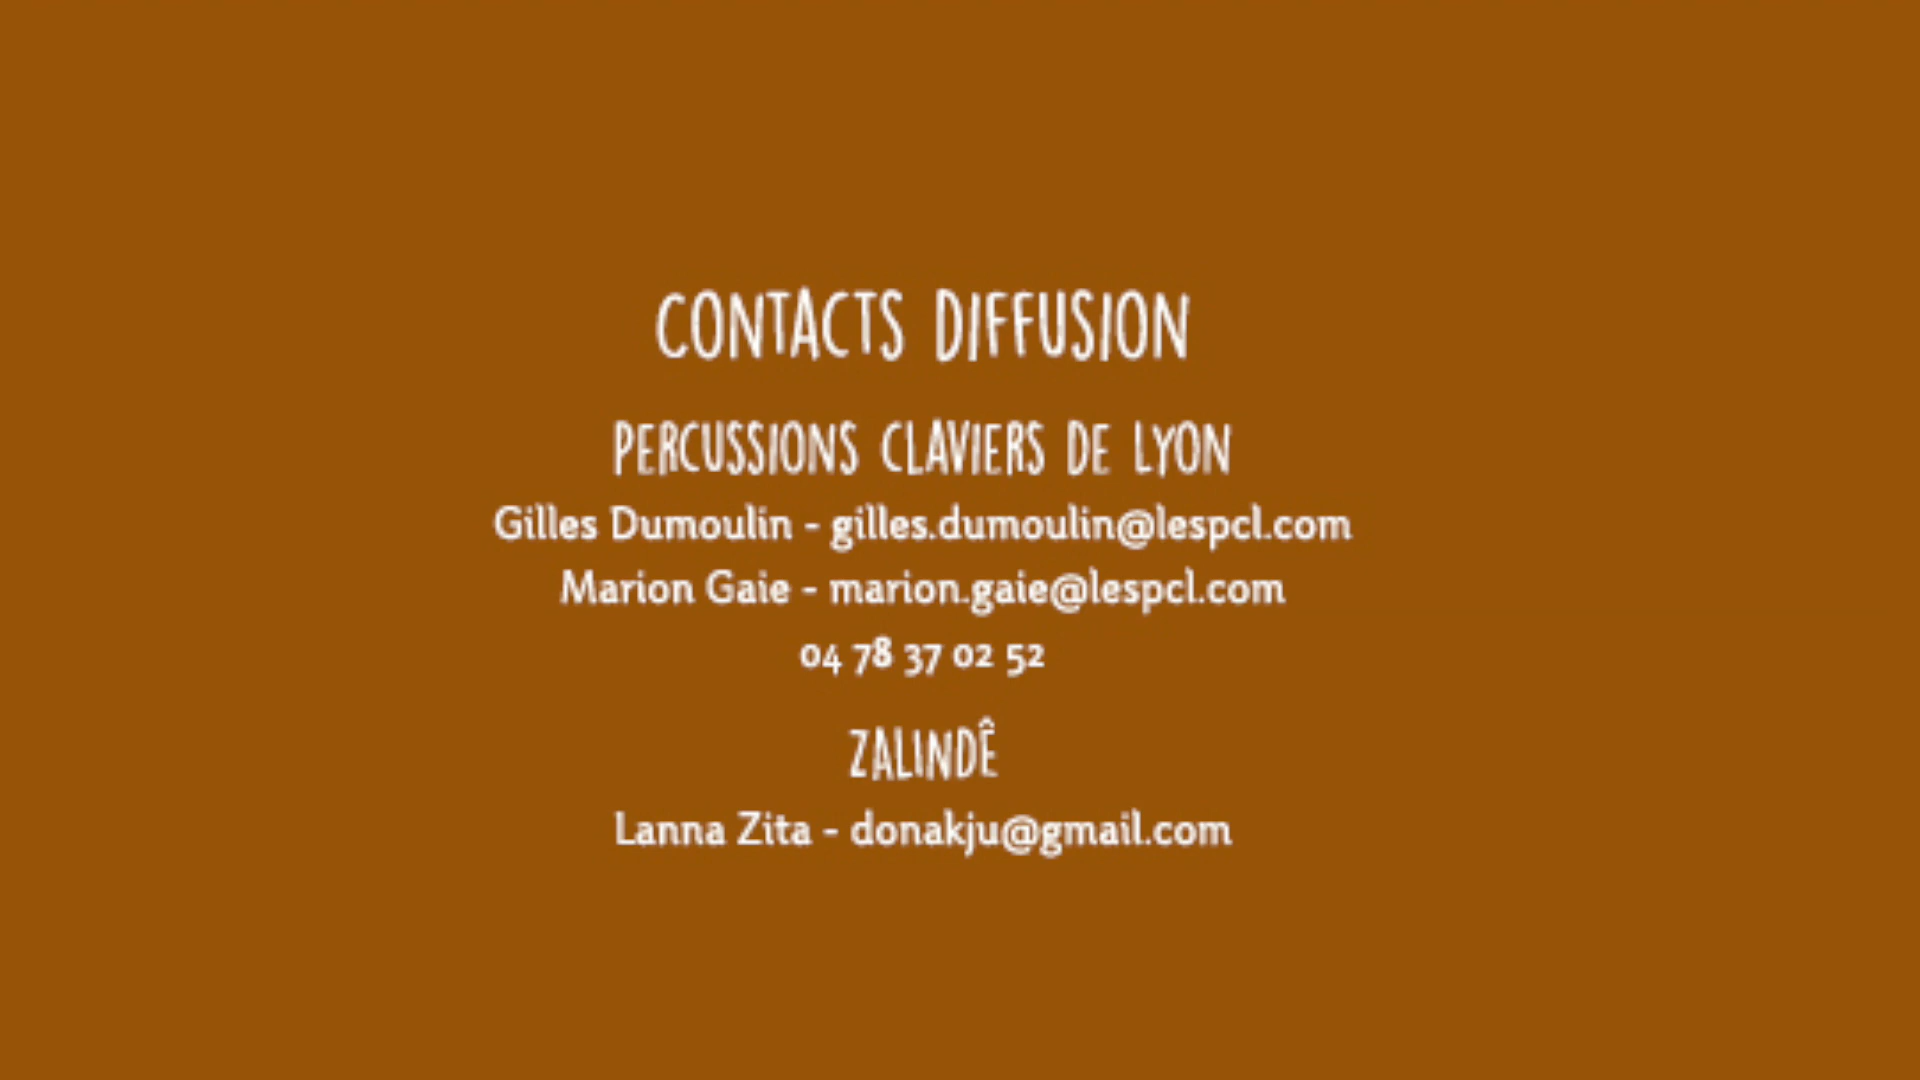 CONTACTS DIFFUSION
PERCUSSIONS CLAVIERS DE LYON
Gilles Dumoulin - gilles.dumoulin@lespcl.com
Marion Gaie - marion.gaie@lespcl.com
04 78 37 02 52
ZALINDÊ
Lanna Zita - donakju@gmail.com